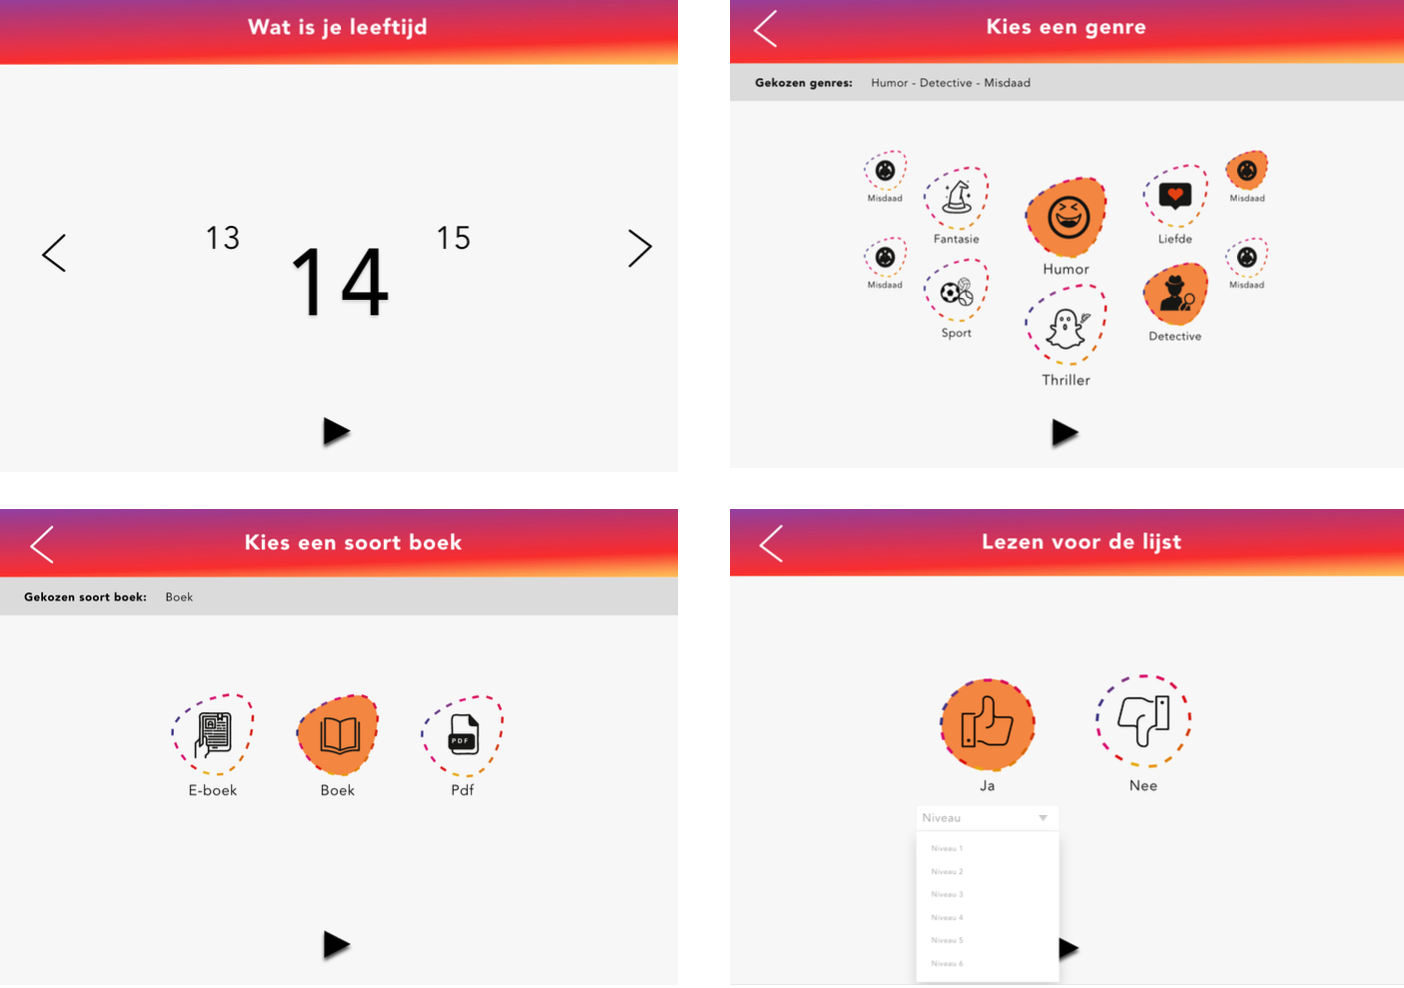 Wat is je leeftijd
13
14
15
Kies een genre
Gekozen genres: Humor - Detective - Misdaad
Misdaad
Fantasie
Humor
Liefde
Misdaad
Misdaad
Sport
Thriller
Detective
Misdaad
Kies een soort boek
Gekozen soort boek: Boek
PDF
E-boek
Boek
Pdf
Lezen voor de lijst
Ja
Nee
Niveau
Niveau 1
Niveau 2
Niveau 3
Niveau 4
Niveau 5
Niveau 6